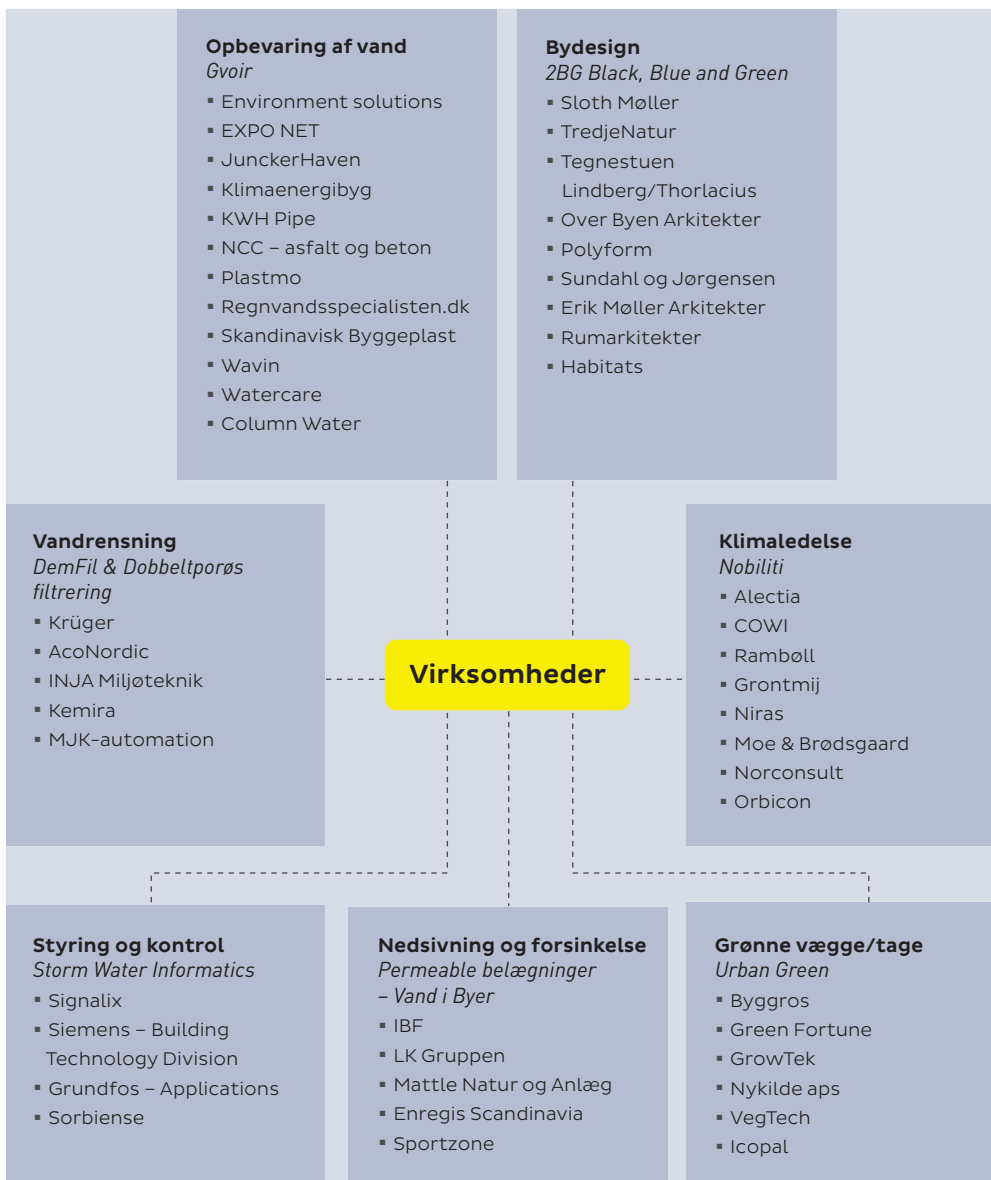 Opbevaring af vand
Gvoir
▪ Environment solutions
▪ EXPO NET
▪ JunckerHaven
▪ Klimaenergibyg
▪ KWH Pipe
▪ NCC – asfalt og beton
▪ Plastmo
▪ Regnvandsspecialisten.dk
▪ Skandinavisk Byggeplast
▪ Wavin
▪ Watercare
▪ Column Water
Bydesign
2BG Black, Blue and Green
▪ Sloth Møller
▪ TredjeNatur
▪ Tegnestuen
Lindberg/Thorlacius
▪ Over Byen Arkitekter
▪ Polyform
▪ Sundahl og Jørgensen
▪ Erik Møller Arkitekter
▪ Rumarkitekter
▪ Habitats
Vandrensning
DemFil & Dobbeltporøs
filtrering
▪ Krüger
▪ AcoNordic
▪ INJA Miljøteknik
▪ Kemira
▪ MJK-automation
Virksomheder
Klimaledelse
Nobiliti
▪ Alectia
▪ COWI
▪ Rambøll
▪ Grontmij
▪ Niras
▪ Moe & Brødsgaard
▪ Norconsult
▪ Orbicon
Styring og kontrol
Storm Water Informatics
▪ Signalix
▪ Siemens – Building
Technology Division
▪ Grundfos – Applications
▪ Sorbiense
Nedsivning og forsinkelse
Permeable belægninger
– Vand i Byer
▪ IBF
▪ LK Gruppen
▪ Mattle Natur og Anlæg
▪ Enregis Scandinavia
▪ Sportzone
Grønne vægge/tage
Urban Green
▪ Byggros
▪ Green Fortune
▪ GrowTek
▪ Nykilde aps
▪ VegTech
▪ Icopal